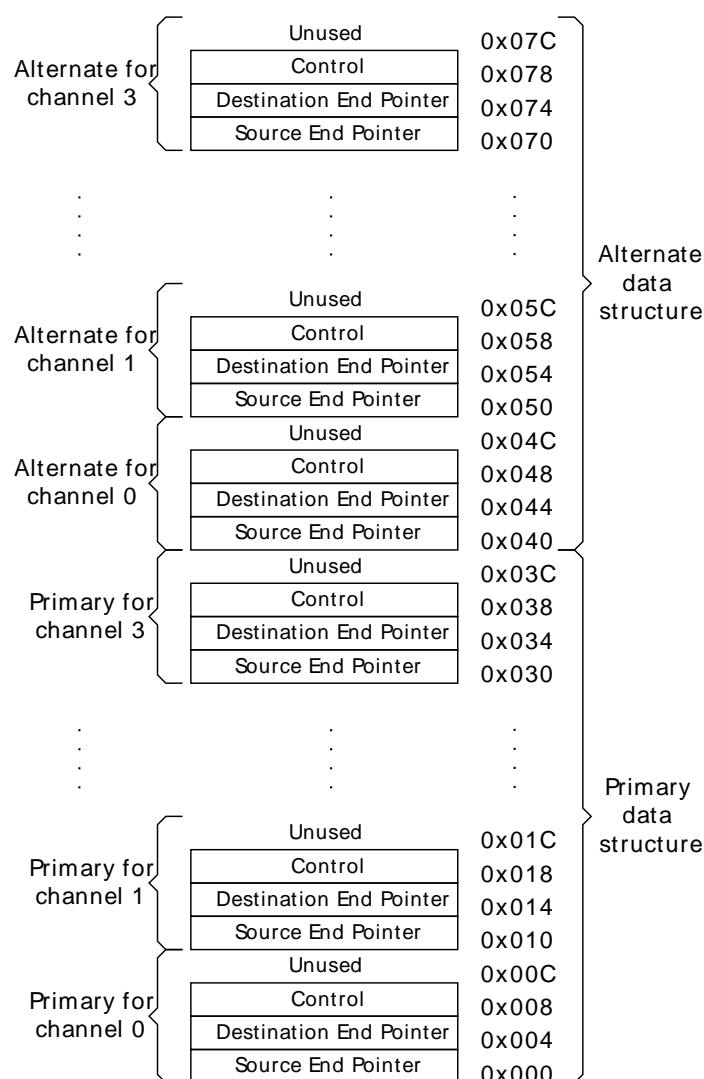 Unused 0x07C
Alternate for channel 3
Control 0x078
Destination End Pointer 0x074
Source End Pointer 0x070
Alternate data structure
Unused 0x05C
Alternate for channel 1
Control 0x058
Destination End Pointer 0x054
Source End Pointer 0x050
Unused 0x04C
Alternate for channel 0
Control 0x048
Destination End Pointer 0x044
Source End Pointer 0x040
Unused 0x03C
Primary for channel 3
Control 0x038
Destination End Pointer 0x034
Source End Pointer 0x030
Primary data structure
Unused 0x01C
Primary for channel 1
Control 0x018
Destination End Pointer 0x014
Source End Pointer 0x010
Unused 0x00C
Primary for channel 0
Control 0x008
Destination End Pointer 0x004
Source End Pointer 0x000